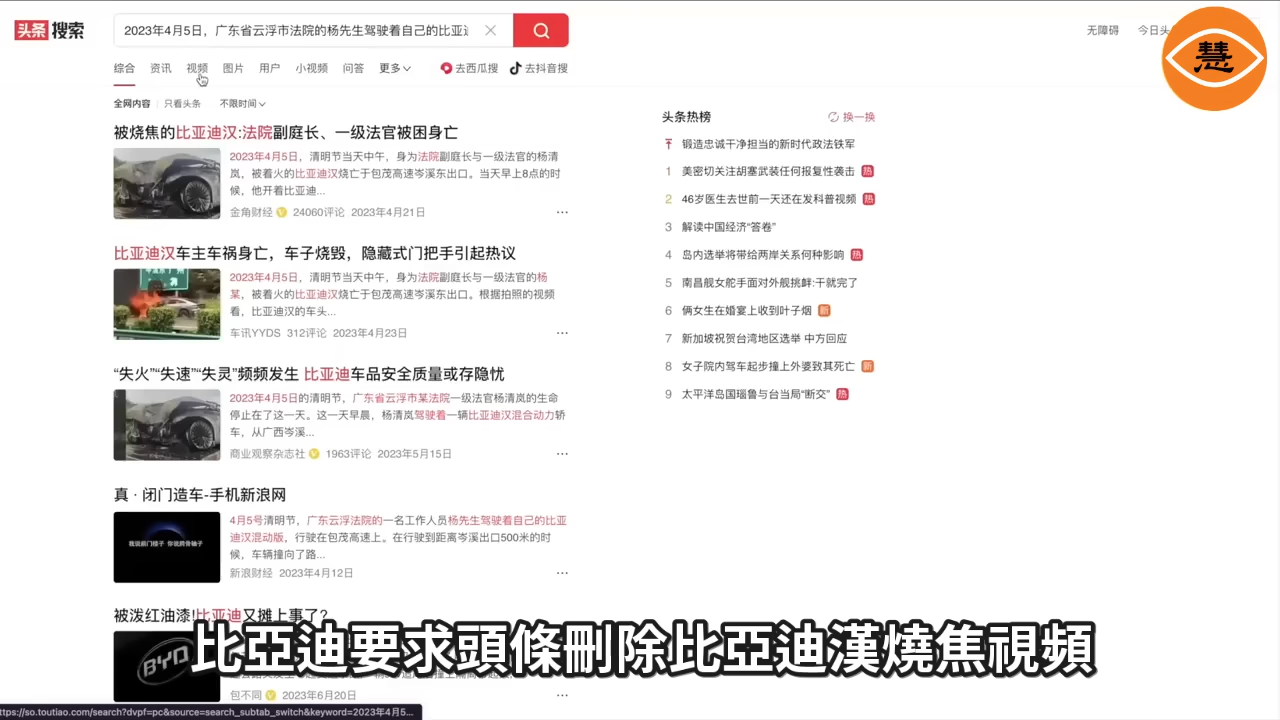 头条搜索
2023年4月5日，广东省云浮市法院的杨先生驾驶着自己的比亚迪
无障碍 今日头
慧
综合 资讯 视频 图片 用户 小视频 问答 更多 去西瓜搜 去抖音搜
全网内容 只看头条 不限时间
被烧焦的比亚迪汉:法院副庭长、一级法官被困身亡
2023年4月5日，清明节当天中午，身为法院副庭长与一级法官的杨清
岚，被着火的比亚迪汉烧亡于包茂高速岑溪东出口。当天早上8点的时
候，他开着比亚迪...
金角财经 24060评论 2023年4月21日
比亚迪汉车主车祸身亡，车子烧毁，隐藏式门把手引起热议
2023年4月5日，清明节当天中午，身为法院副庭长与一级法官的杨
某，被着火的比亚迪汉烧亡于包茂高速岑溪东出口。根据拍照的视频
看，比亚迪汉的车头...
车讯YYDS 312评论 2023年4月23日
“失火”“失速”“失灵”频频发生 比亚迪车品安全质量或存隐忧
2023年4月5日的清明节，广东省云浮市某法院一级法官杨清岚的生命
停止在了这一天。这一天早晨，杨清岚驾驶着一辆比亚迪汉混合动力轿
车，从广西岑溪...
商业观察杂志社 1963评论 2023年5月15日
真 · 闭门造车-手机新浪网
4月5号清明节，广东云浮法院的一名工作人员杨先生驾驶着自己的比亚
迪汉混动版，行驶在包茂高速上。在行驶到距离岑溪出口500米的时
候，车辆撞向了路...
新浪财经 2023年4月12日
被泼红油漆!比亚迪又摊上事了?
BYD
包不同 2023年6月20日
头条热榜 换一换
锻造忠诚干净担当的新时代政法铁军
1 美密切关注胡塞武装任何报复性袭击 热
2 46岁医生去世前一天还在发科普视频 热
3 解读中国经济“答卷”
4 岛内选举将带给两岸关系何种影响 热
5 南昌舰女舵手面对外舰挑衅:干就完了
6 俩女生在婚宴上收到叶子烟 新
7 新加坡祝贺台湾地区选举 中方回应
8 女子院内驾车起步撞上外婆致其死亡 新
9 太平洋岛国瑙鲁与台当局“断交” 热
比亞迪要求頭條刪除比亞迪漢燒焦視頻
ttps://so.toutiao.com/search?dvpf=pc&source=search_subtab_switch&keyword=2023年4月5...